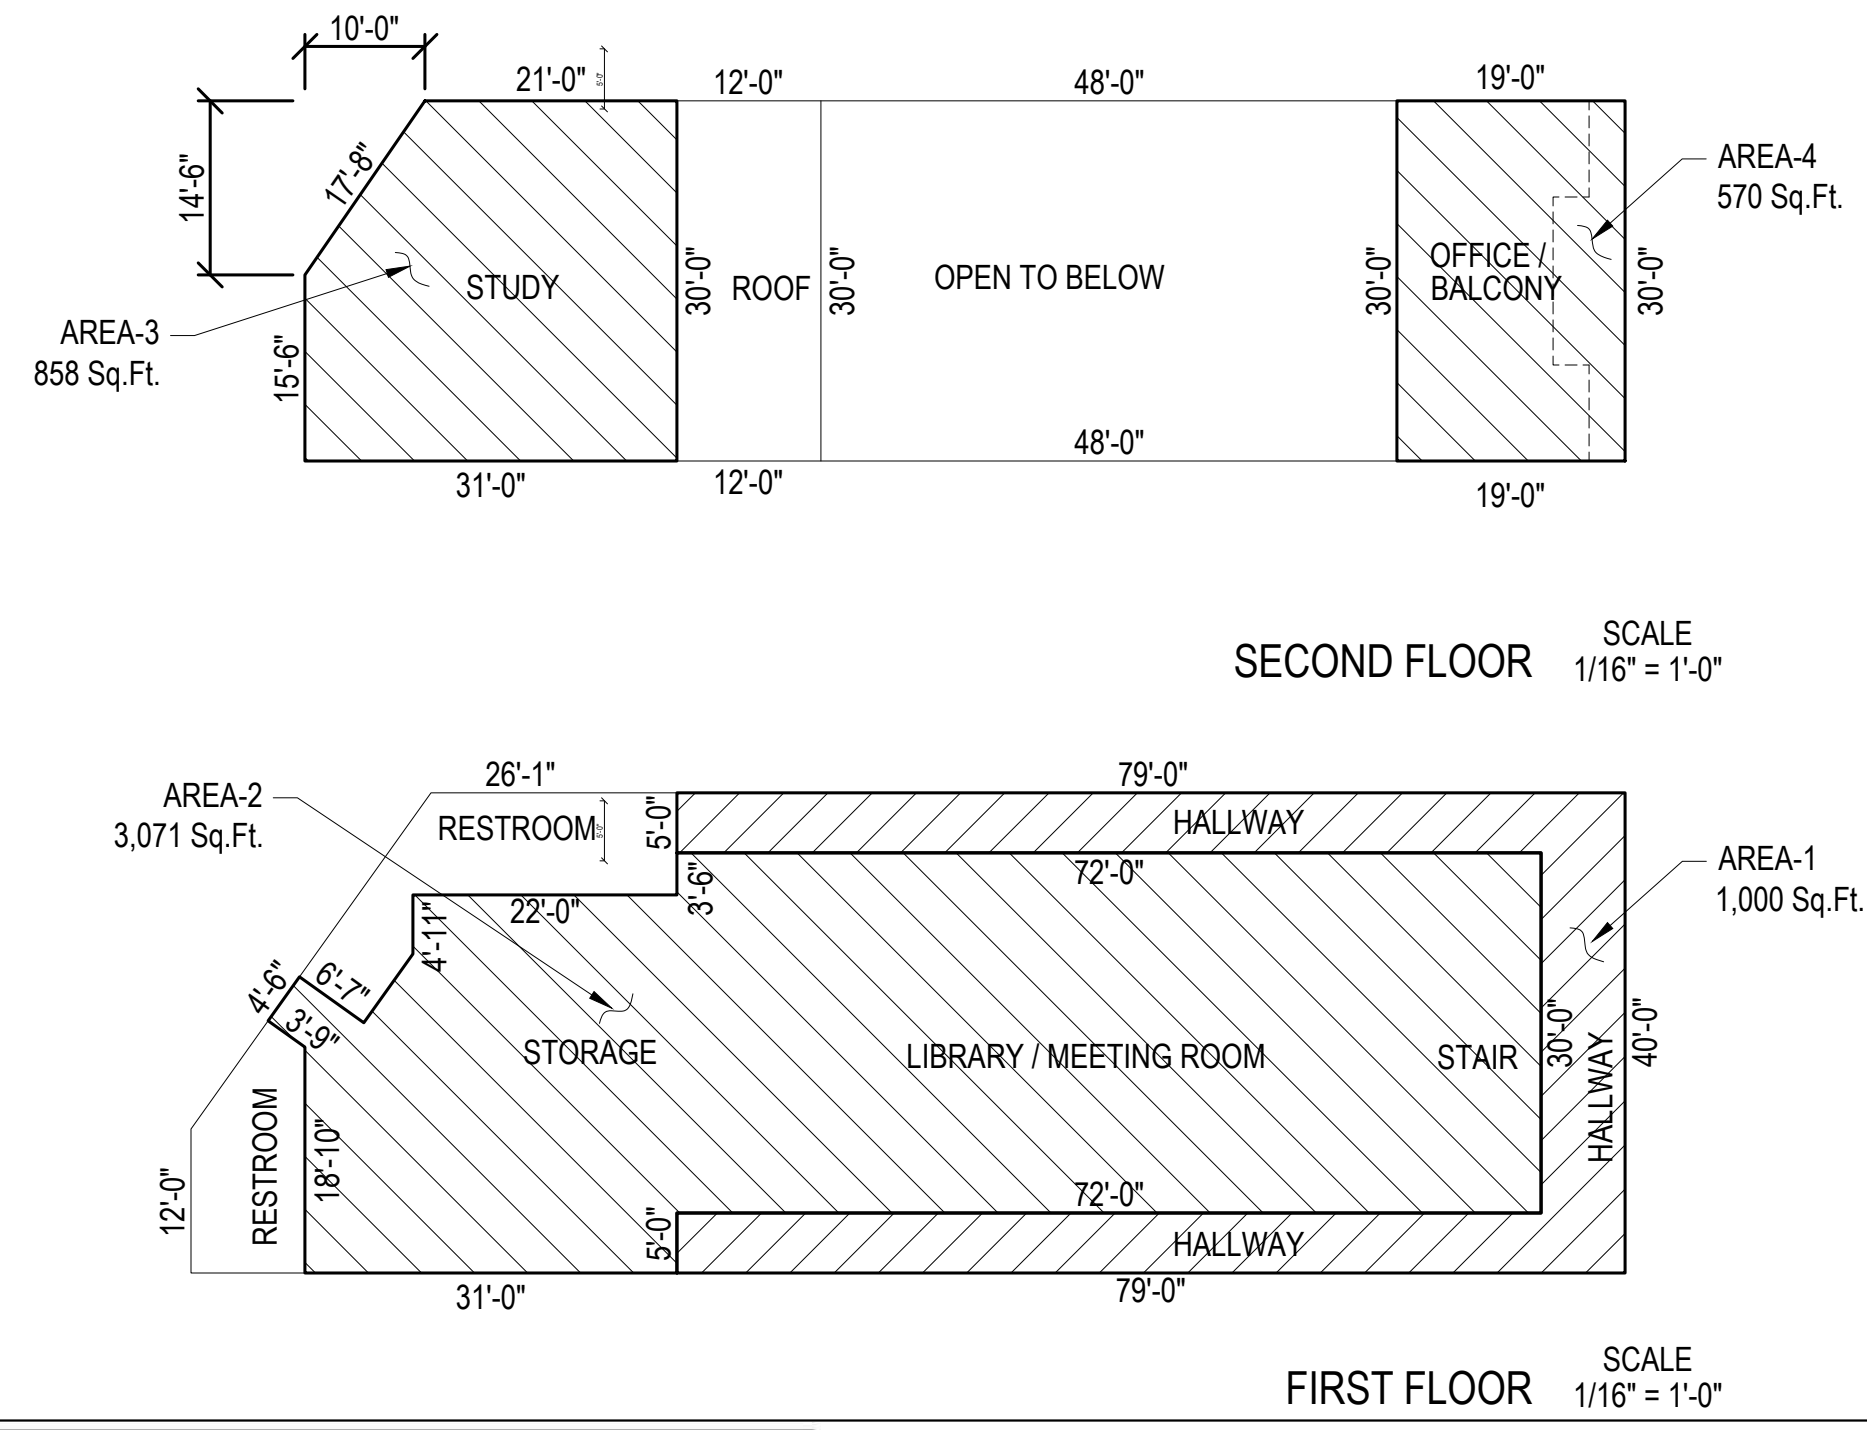 10'-0"
21'-0"
5'-0"
12'-0"
48'-0"
19'-0"
14'-6"
17'-8"
AREA-4
570 Sq.Ft.
STUDY
30'-0"
ROOF
30'-0"
OPEN TO BELOW
30'-0"
OFFICE /
BALCONY
30'-0"
AREA-3
858 Sq.Ft.
15'-6"
48'-0"
31'-0"
12'-0"
19'-0"
SECOND FLOOR
SCALE
1/16" = 1'-0"
26'-1"
79'-0"
AREA-2
3,071 Sq.Ft.
RESTROOM
5'-0"
5'-0"
HALLWAY
72'-0"
3'-6"
AREA-1
1,000 Sq.Ft.
22'-0"
4'-11"
4'-6"
6'-7"
3'-9"
STORAGE
LIBRARY / MEETING ROOM
STAIR
30'-0"
HALLWAY
40'-0"
RESTROOM
18'-10"
12'-0"
72'-0"
5'-0"
HALLWAY
31'-0"
79'-0"
FIRST FLOOR
SCALE
1/16" = 1'-0"